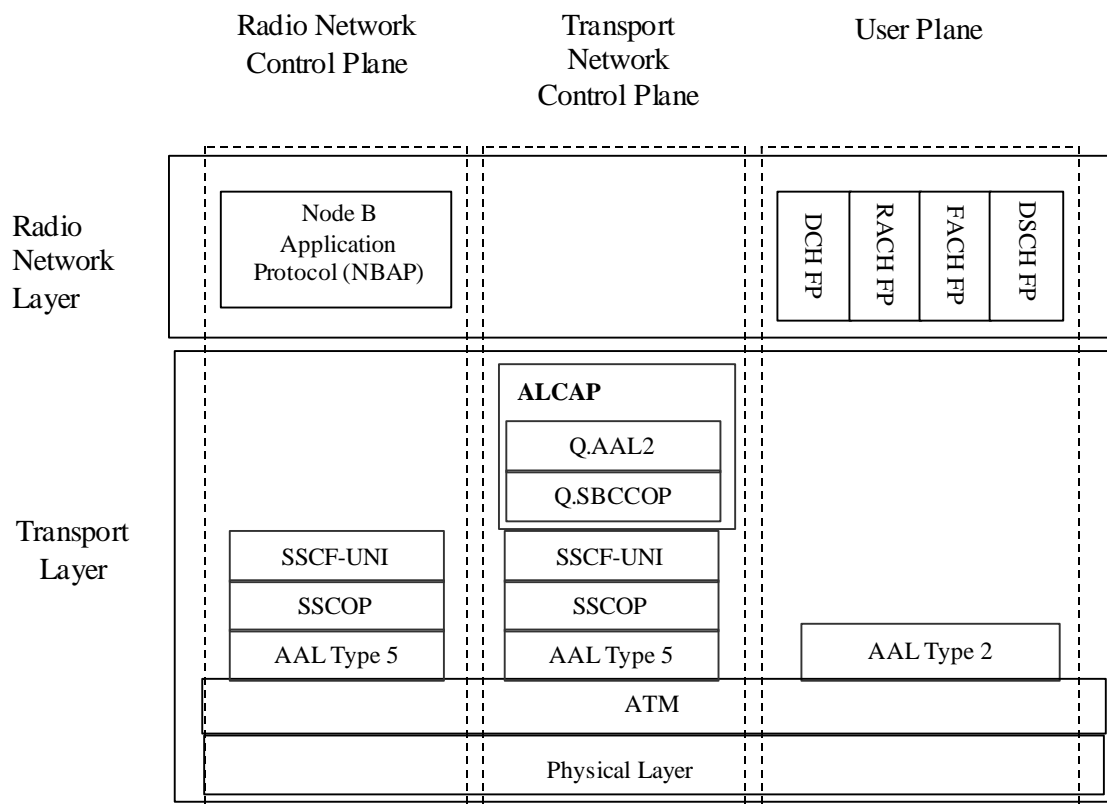 Radio Network
Control Plane
Transport
Network
Control Plane
User Plane
Radio
Network
Layer
Node B
Application
Protocol (NBAP)
DCH FP
RACH FP
FACH FP
DSCH FP
Transport
Layer
ALCAP
Q.AAL2
Q.SBCCOP
SSCF-UNI
SSCF-UNI
SSCOP
SSCOP
AAL Type 5
AAL Type 5
AAL Type 2
ATM
Physical Layer